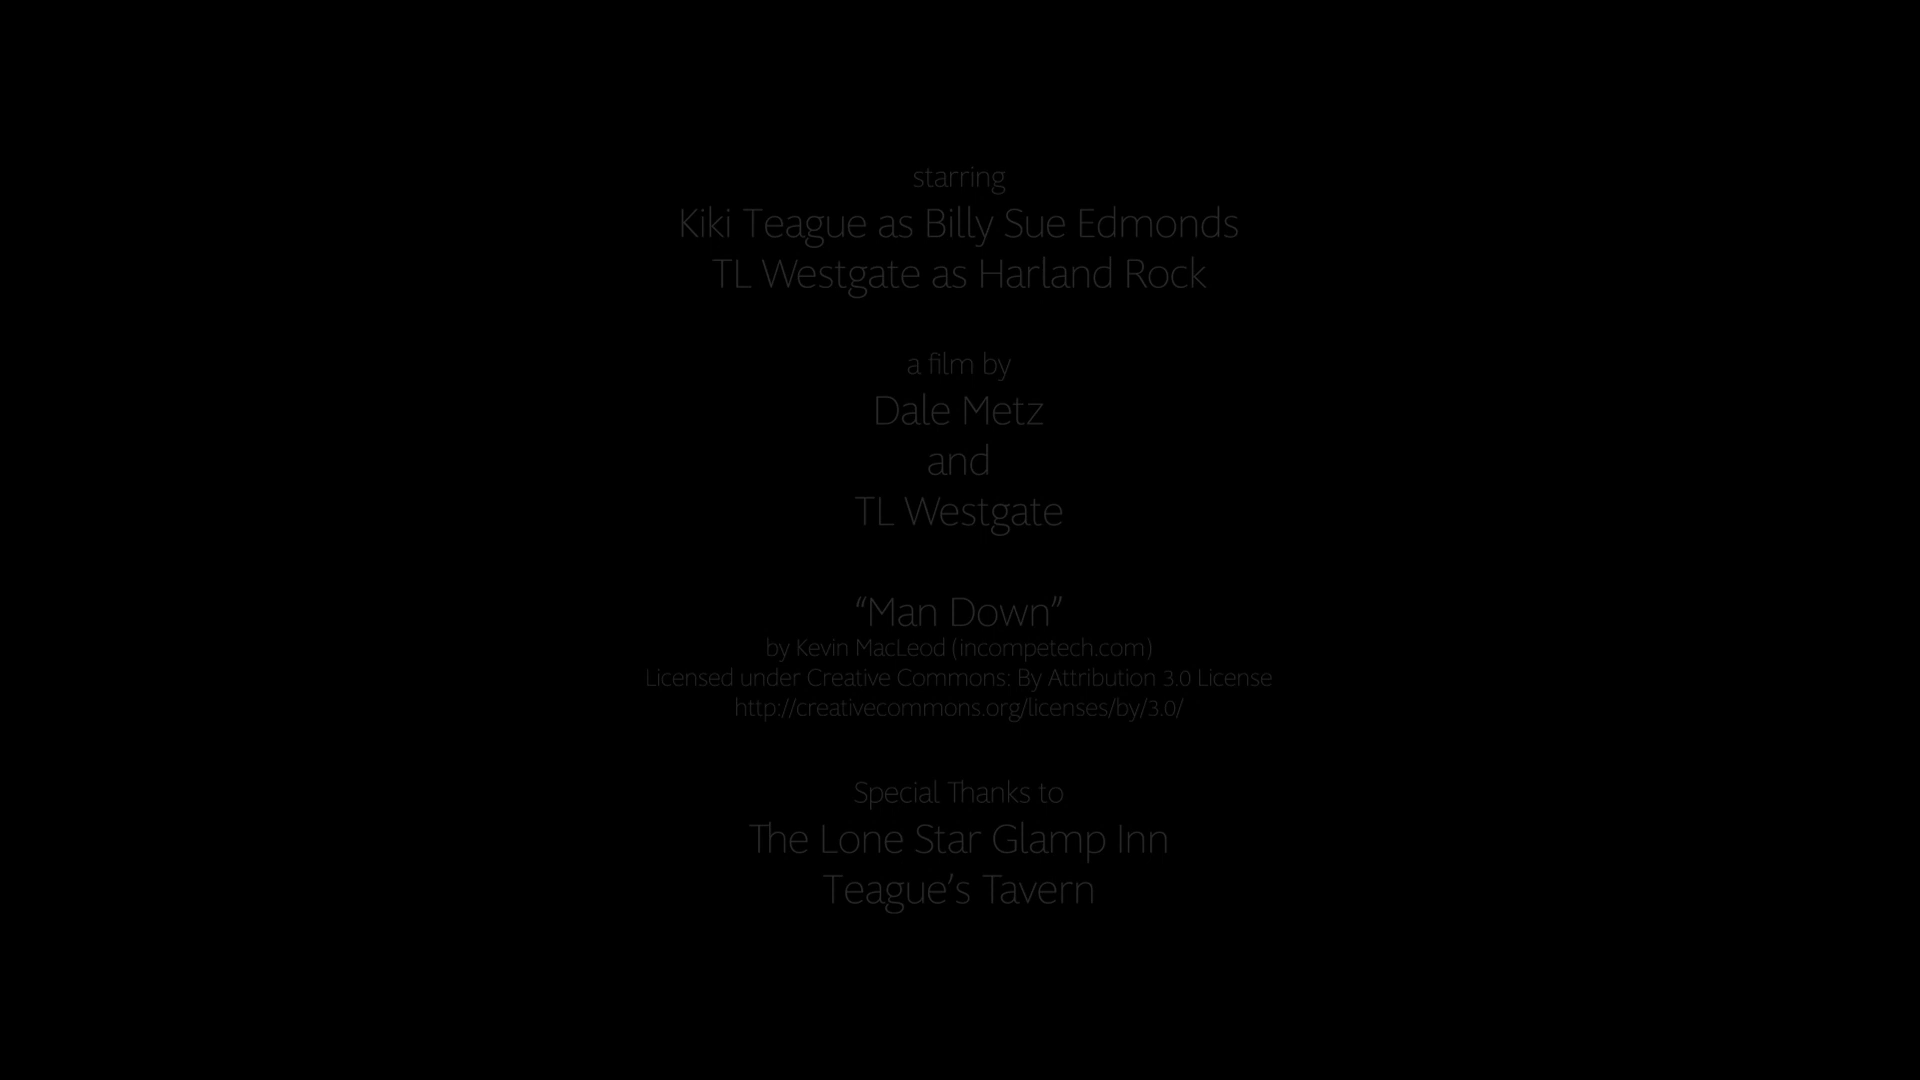 starring
Kiki Teague as Billy Sue Edmonds
TL Westgate as Harland Rock
a film by
Dale Metz
and
TL Westgate
“Man Down”
by Kevin MacLeod (incompetech.com)
Licensed under Creative Commons: By Attribution 3.0 License
http://creativecommons.org/licenses/by/3.0/
Special Thanks to
The Lone Star Glamp Inn
Teague’s Tavern